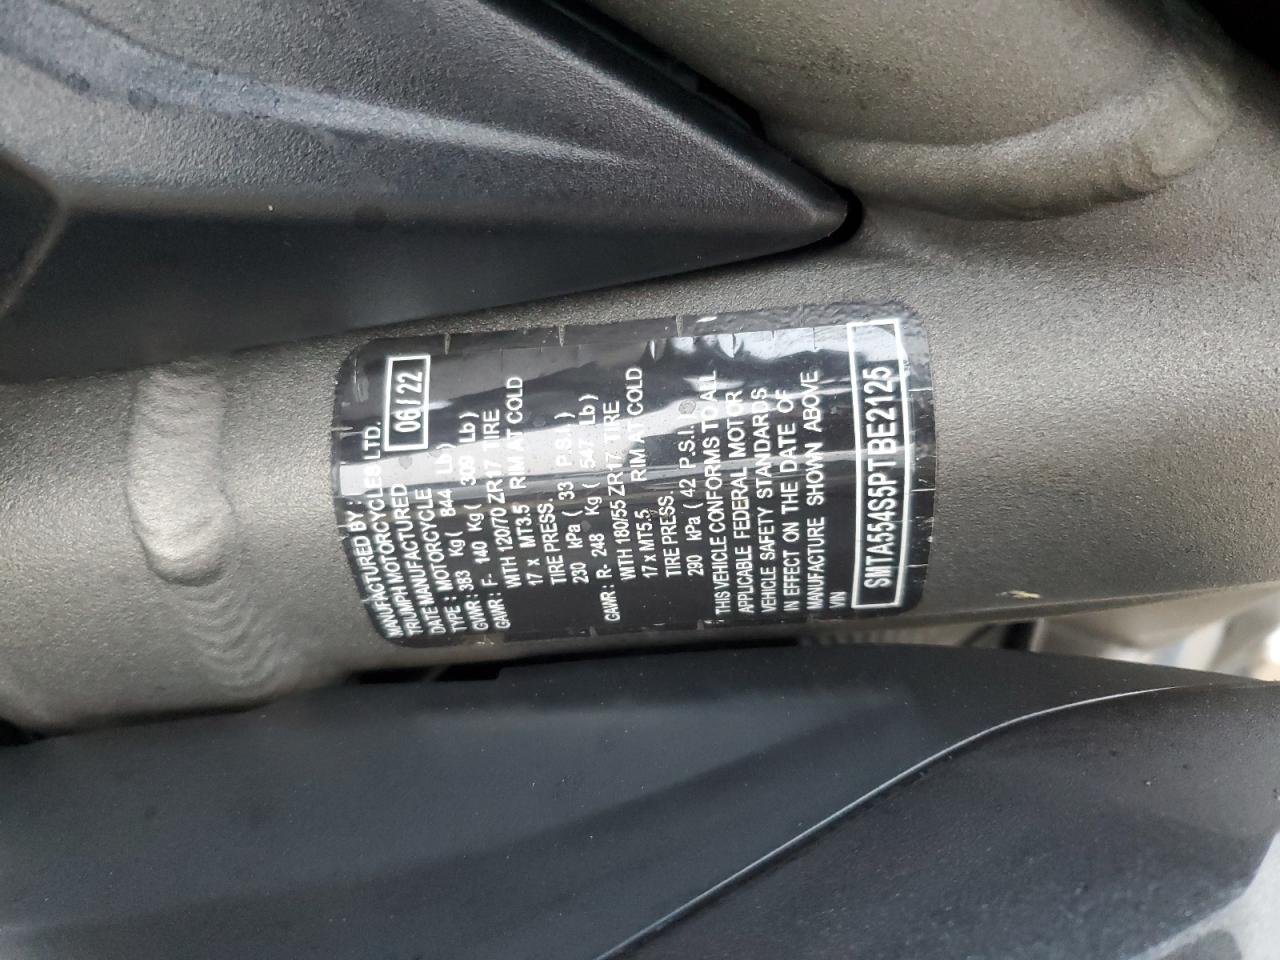 MANUFACTURED BY :
TRIUMPH MOTORCYCLES LTD.
DATE MANUFACTURED 06 / 22
TYPE : MOTORCYCLE
GVWR: 383 Kg ( 844 Lb )
GAWR : F- 140 Kg ( 309 Lb )
WITH 120/70 ZR17 TIRE
17 x MT3.5 RIM AT COLD
TIRE PRESS.
230 kPa ( 33 P.S.I. )
GAWR : R- 248 Kg ( 547 Lb )
WITH 180/55 ZR17 TIRE
17 x MT5.5 RIM AT COLD
TIRE PRESS.
290 kPa ( 42 P.S.I. )
THIS VEHICLE CONFORMS TO ALL
APPLICABLE FEDERAL MOTOR
VEHICLE SAFETY STANDARDS
IN EFFECT ON THE DATE OF
MANUFACTURE SHOWN ABOVE
VIN
SMTA554S5PTBE2125